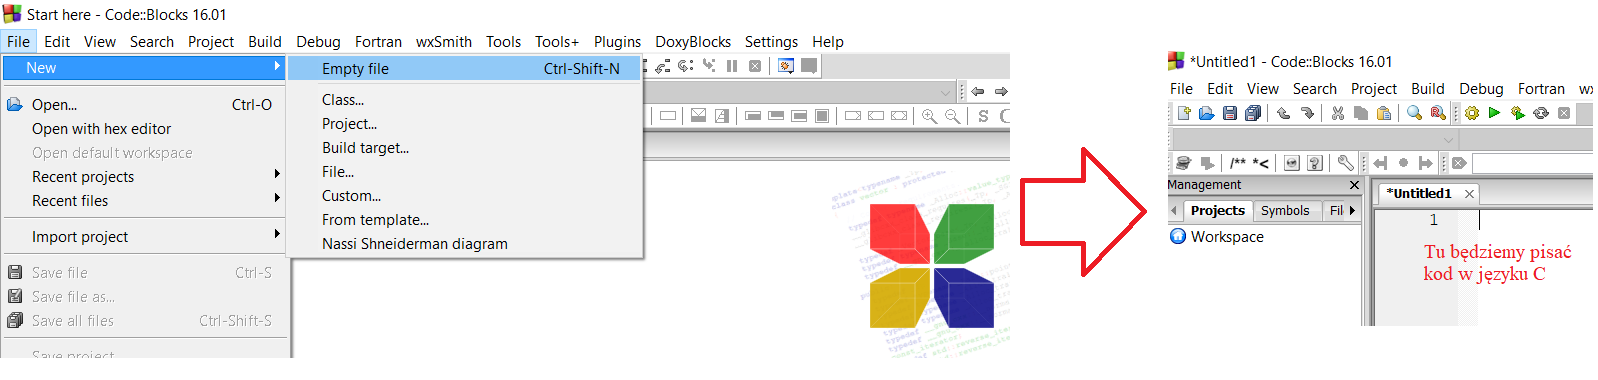 Start here - Code::Blocks 16.01
File Edit View Search Project Build Debug Fortran wxSmith Tools Tools+ Plugins DoxyBlocks Settings Help
New
Empty file Ctrl-Shift-N
Class...
Project...
Build target...
File...
Custom...
From template...
Nassi Shneiderman diagram
Open... Ctrl-O
Open with hex editor
Open default workspace
Recent projects
Recent files
Import project
Save file Ctrl-S
Save file as...
Save all files Ctrl-Shift-S
Save project
*Untitled1 - Code::Blocks 16.01
File Edit View Search Project Build Debug Fortran wx
/** *<
Management
Projects Symbols Fil
Workspace
*Untitled1
1
Tu będziemy pisać
kod w języku C